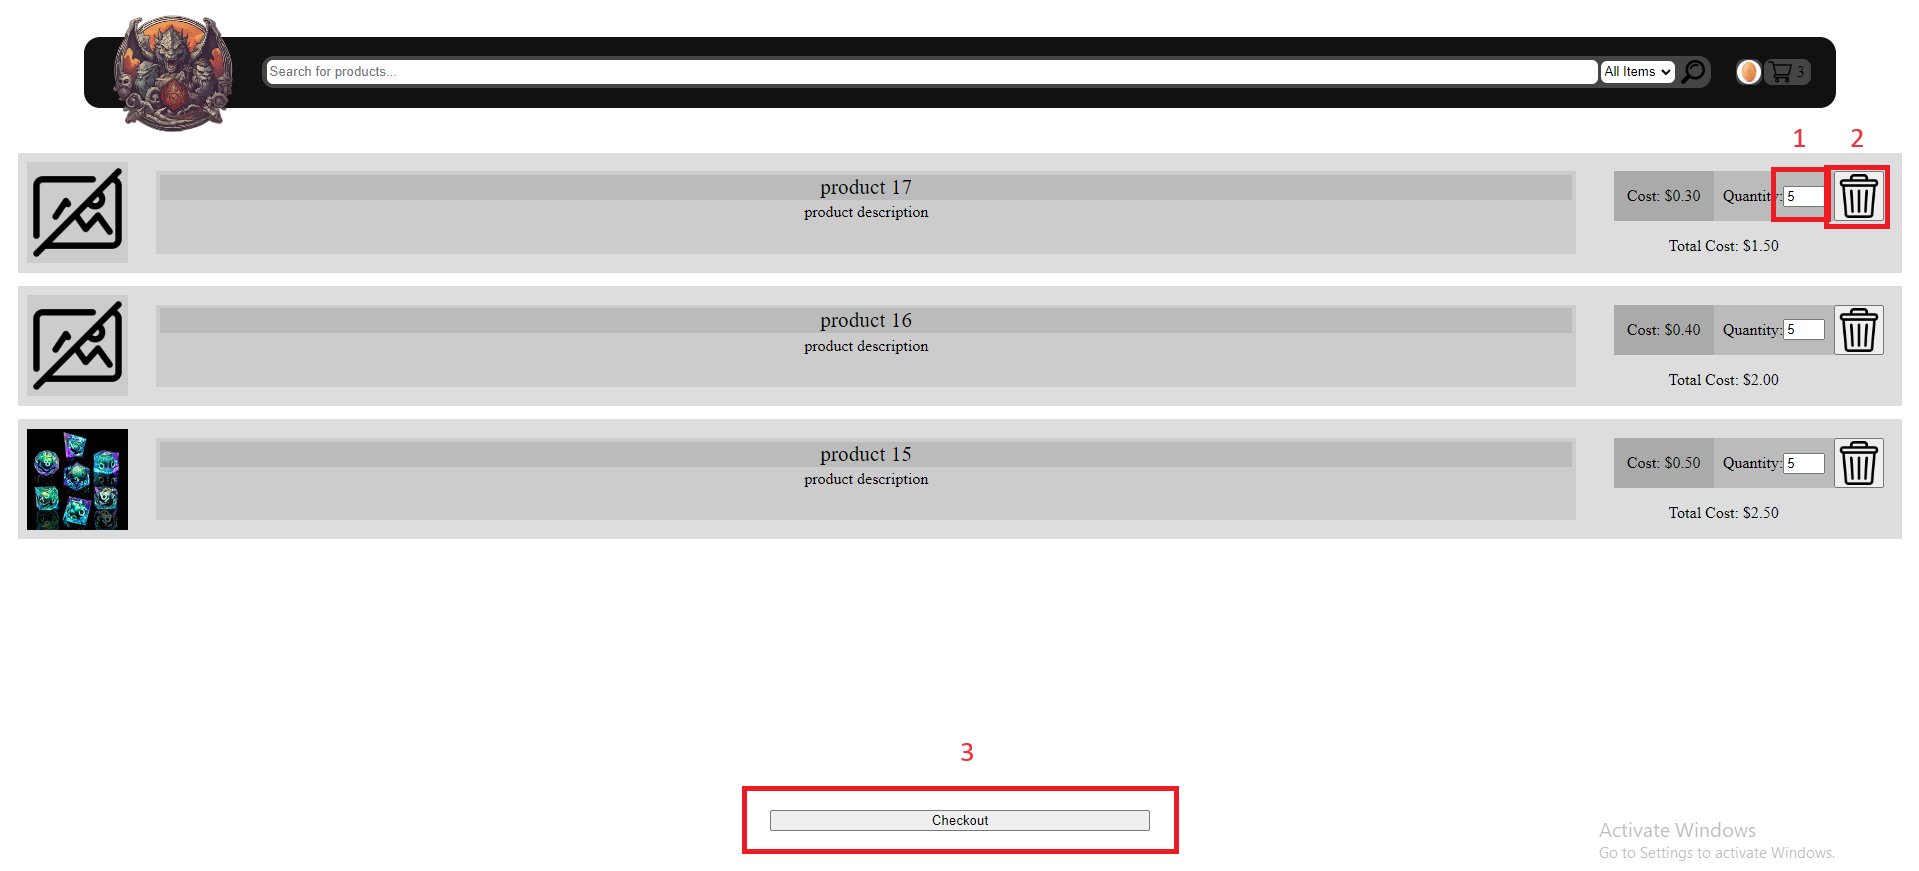 Search for products...
All Items
3
1
2
product 17
product description
Cost: $0.30
Quantity:
5
Total Cost: $1.50
product 16
product description
Cost: $0.40
Quantity:
5
Total Cost: $2.00
product 15
product description
Cost: $0.50
Quantity:
5
Total Cost: $2.50
3
Checkout
Activate Windows
Go to Settings to activate Windows.